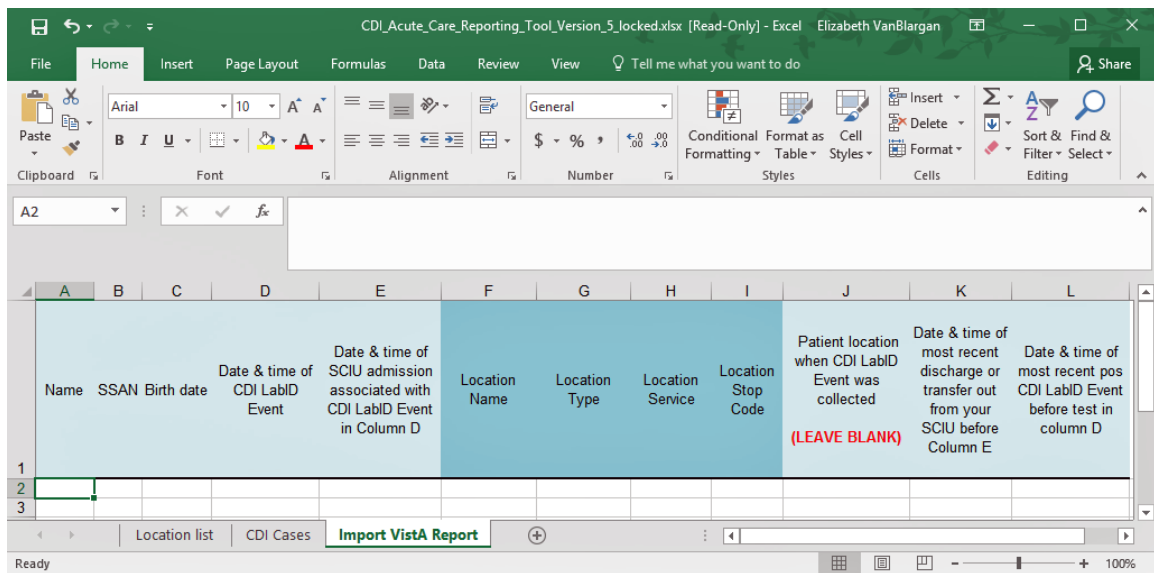 CDI_Acute_Care_Reporting_Tool_Version_5_locked.xlsx [Read-Only] - Excel Elizabeth VanBlargan
File Home Insert Page Layout Formulas Data Review View Tell me what you want to do Share
Paste
Arial 10 A A
B I U A
General
$ % , .0 .00 .00 .0
Conditional Formatting
Format as Table
Cell Styles
Insert
Delete
Format
Sort & Filter
Find & Select
Clipboard Font Alignment Number Styles Cells Editing
A2 fx
A B C D E F G H I J K L
1
Name
SSAN
Birth date
Date & time of
CDI LabID
Event
Date & time of
SCIU admission
associated with
CDI LabID Event
in Column D
Location
Name
Location
Type
Location
Service
Location
Stop
Code
Patient location
when CDI LabID
Event was
collected
(LEAVE BLANK)
Date & time of
most recent
discharge or
transfer out
from your
SCIU before
Column E
Date & time of
most recent pos
CDI LabID Event
before test in
column D
2
3
Location list CDI Cases Import VistA Report
Ready 100%